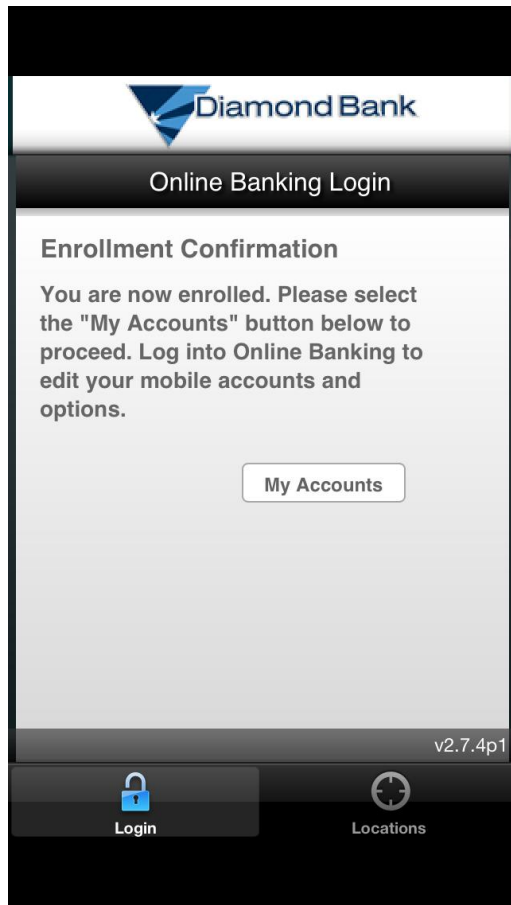 Diamond Bank
Online Banking Login
Enrollment Confirmation
You are now enrolled. Please select
the "My Accounts" button below to
proceed. Log into Online Banking to
edit your mobile accounts and
options.
My Accounts
v2.7.4p1
Login
Locations